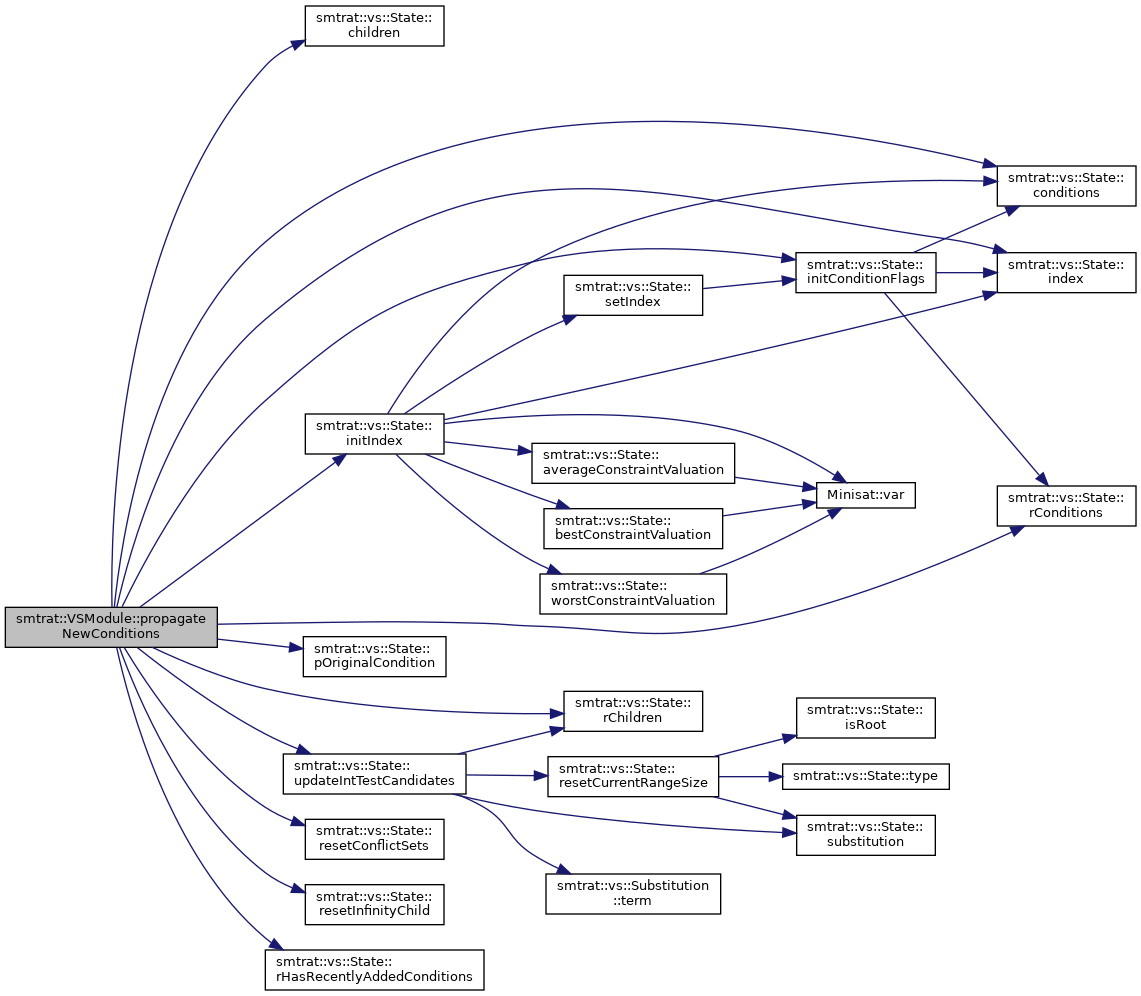 smtrat::vs::State::
children
smtrat::vs::State::
conditions
smtrat::vs::State::
initConditionFlags
smtrat::vs::State::
index
smtrat::vs::State::
setIndex
smtrat::vs::State::
initIndex
smtrat::vs::State::
averageConstraintValuation
Minisat::var
smtrat::vs::State::
rConditions
smtrat::vs::State::
bestConstraintValuation
smtrat::vs::State::
worstConstraintValuation
smtrat::VSModule::propagate
NewConditions
smtrat::vs::State::
pOriginalCondition
smtrat::vs::State::
rChildren
smtrat::vs::State::
isRoot
smtrat::vs::State::
updateIntTestCandidates
smtrat::vs::State::
resetCurrentRangeSize
smtrat::vs::State::type
smtrat::vs::State::
substitution
smtrat::vs::State::
resetConflictSets
smtrat::vs::Substitution
::term
smtrat::vs::State::
resetInfinityChild
smtrat::vs::State::
rHasRecentlyAddedConditions